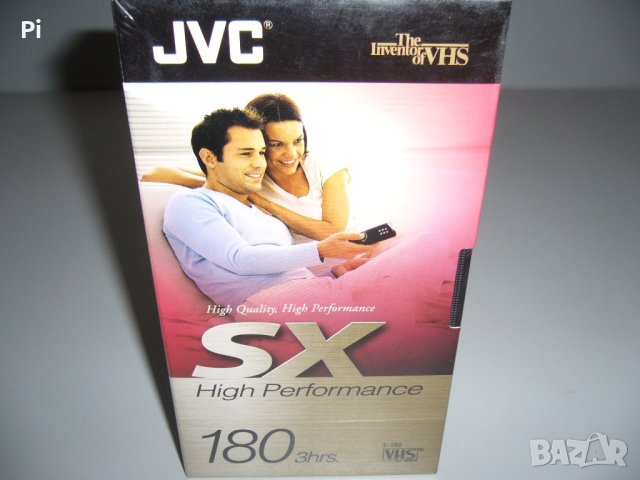 Pi
JVC®
The
Inventor
of VHS
High Quality, High Performance
SX
High Performance
180 3hrs.
E-180
VHS
bazar